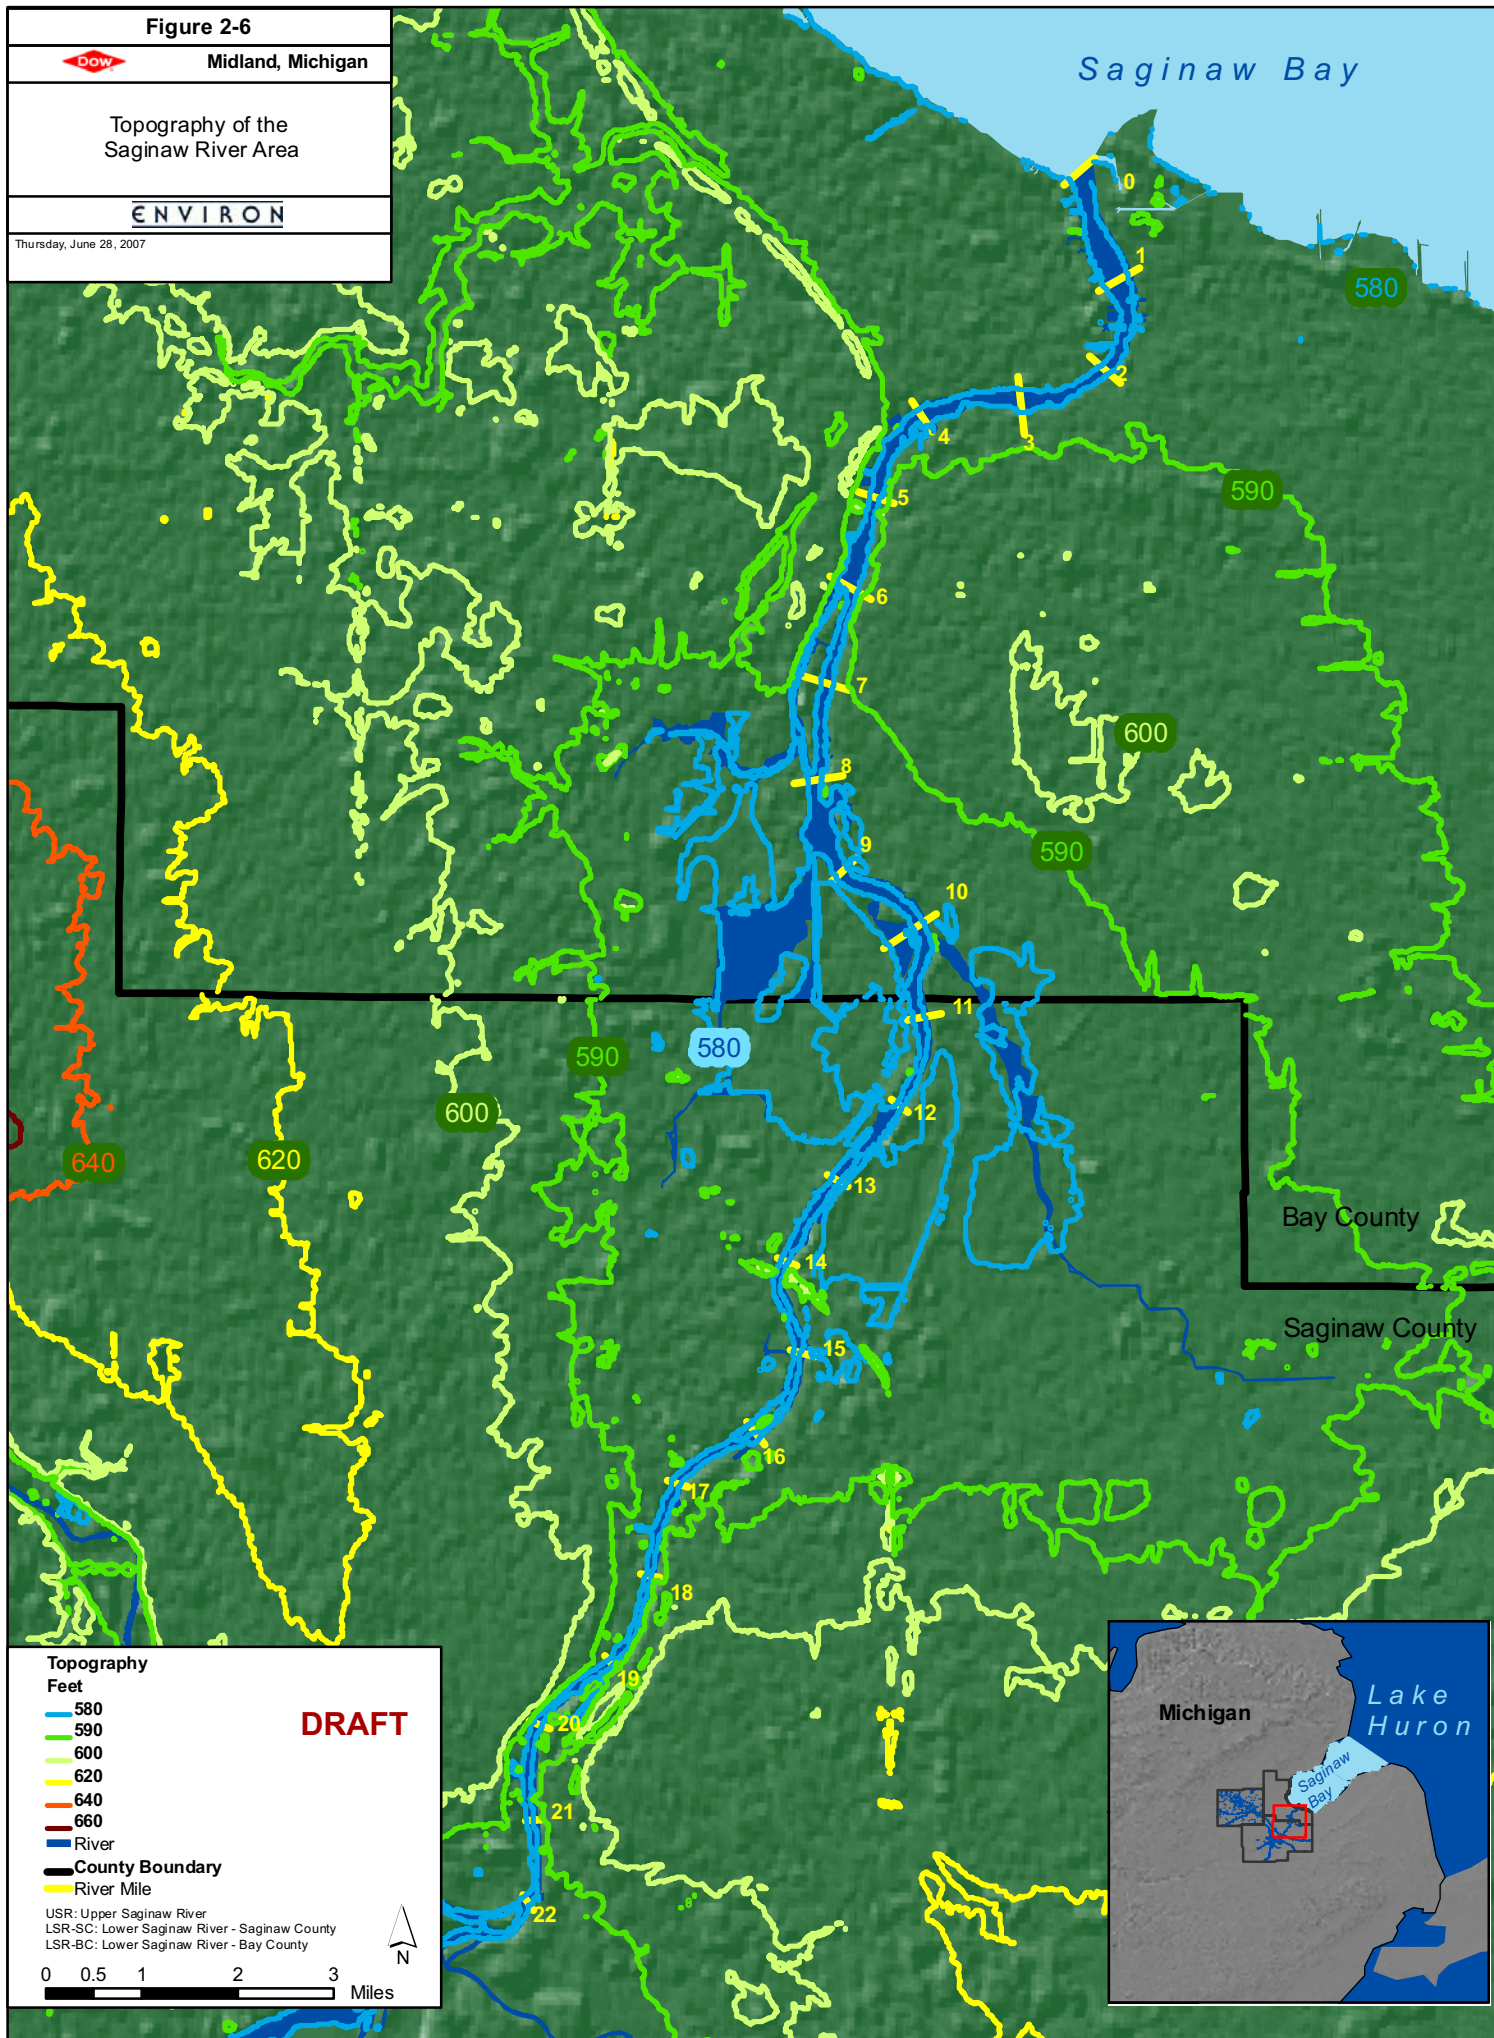 Figure 2-6
DOW
Midland, Michigan
Topography of the
Saginaw River Area
ENVIRON
Thursday, June 28, 2007
Saginaw Bay
0
1
580
2
3
4
590
5
6
7
600
8
590
9
10
11
590
580
12
600
640
620
13
Bay County
14
Saginaw County
15
16
17
18
19
20
21
22
Topography
Feet
580
590
600
620
640
660
River
County Boundary
River Mile
DRAFT
USR: Upper Saginaw River
LSR-SC: Lower Saginaw River - Saginaw County
LSR-BC: Lower Saginaw River - Bay County
N
0 0.5 1 2 3
Miles
Michigan
Lake
Huron
Saginaw
Bay